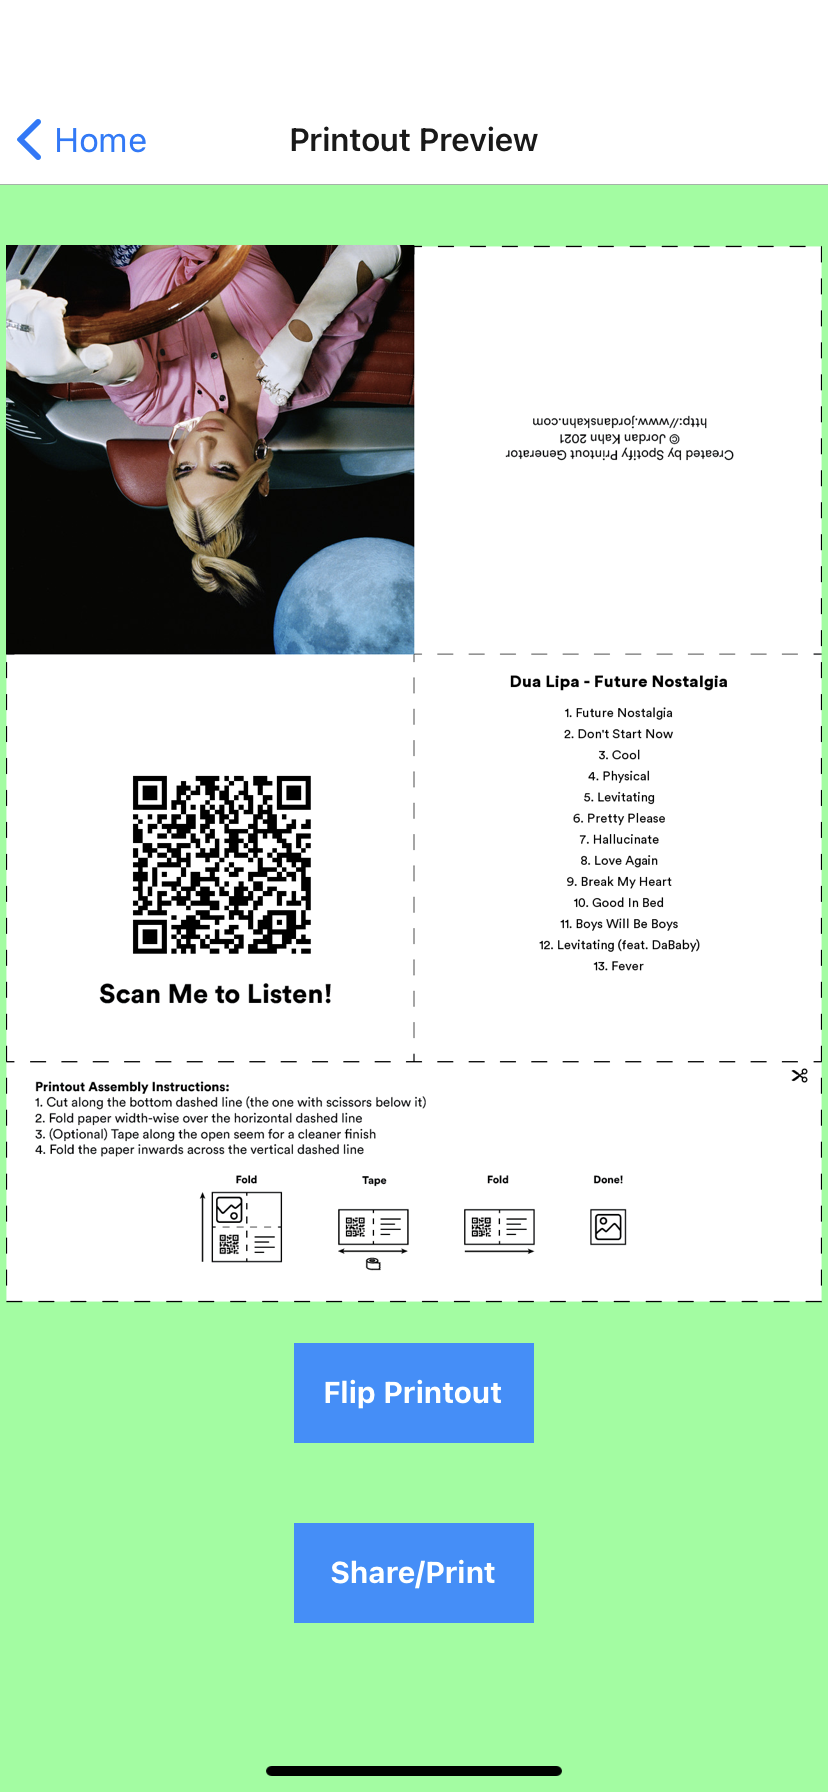 Home
Printout Preview
Created by Spotify Printout Generator
© Jordan Kahn 2021
http://www.jordanskahn.com
Dua Lipa - Future Nostalgia
1. Future Nostalgia
2. Don't Start Now
3. Cool
4. Physical
5. Levitating
6. Pretty Please
7. Hallucinate
8. Love Again
9. Break My Heart
10. Good In Bed
11. Boys Will Be Boys
12. Levitating (feat. DaBaby)
13. Fever
Scan Me to Listen!
Printout Assembly Instructions:
1. Cut along the bottom dashed line (the one with scissors below it)
2. Fold paper width-wise over the horizontal dashed line
3. (Optional) Tape along the open seem for a cleaner finish
4. Fold the paper inwards across the vertical dashed line
Fold
Tape
Fold
Done!
Flip Printout
Share/Print